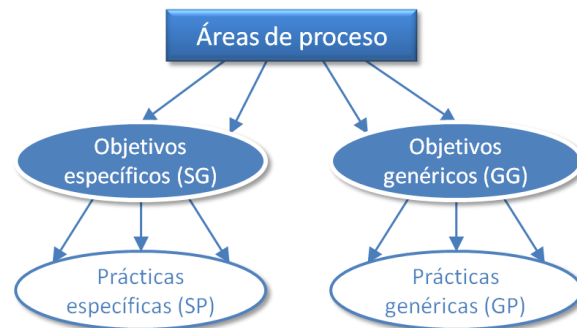 Áreas de proceso
Objetivos
específicos (SG)
Objetivos
genéricos (GG)
Prácticas
específicas (SP)
Prácticas
genéricas (GP)